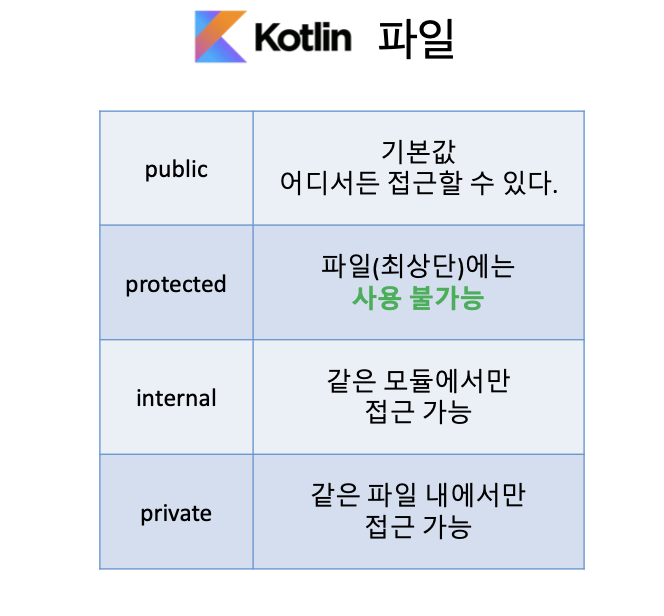 Kotlin 파일
public
기본값
어디서든 접근할 수 있다.
protected
파일(최상단)에는
사용 불가능
internal
같은 모듈에서만
접근 가능
private
같은 파일 내에서만
접근 가능